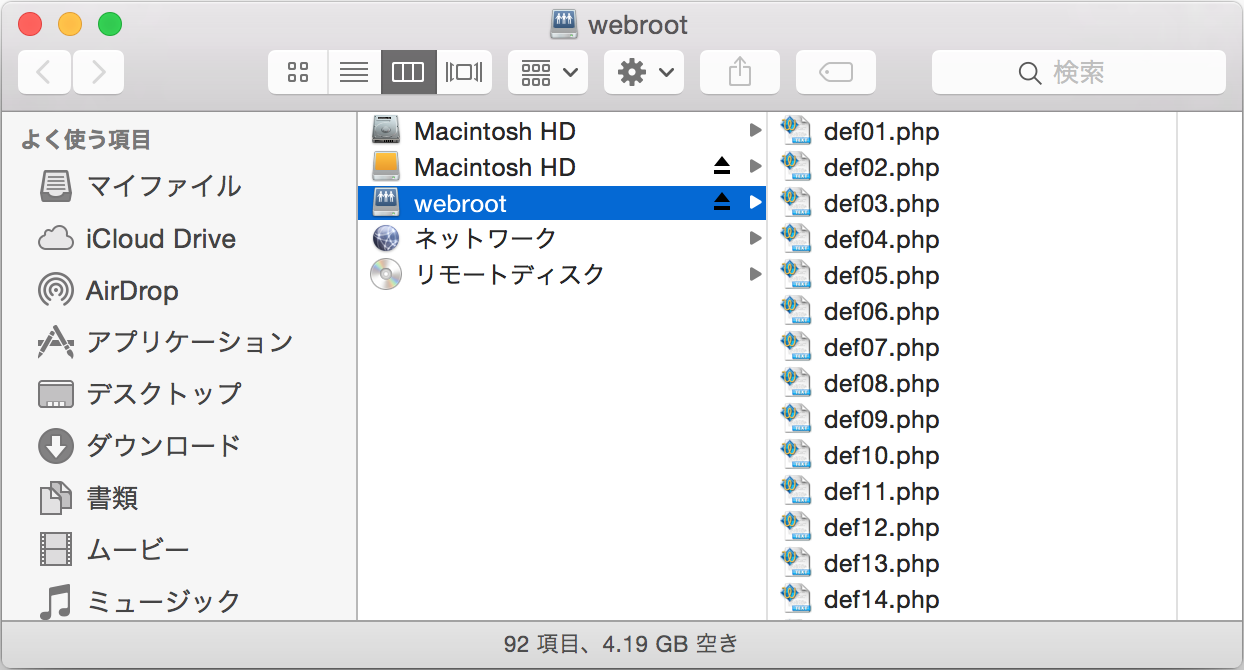 webroot
検索
よく使う項目
マイファイル
iCloud Drive
AirDrop
アプリケーション
デスクトップ
ダウンロード
書類
ムービー
ミュージック
Macintosh HD
Macintosh HD
webroot
ネットワーク
リモートディスク
def01.php
def02.php
def03.php
def04.php
def05.php
def06.php
def07.php
def08.php
def09.php
def10.php
def11.php
def12.php
def13.php
def14.php
92 項目、4.19 GB 空き